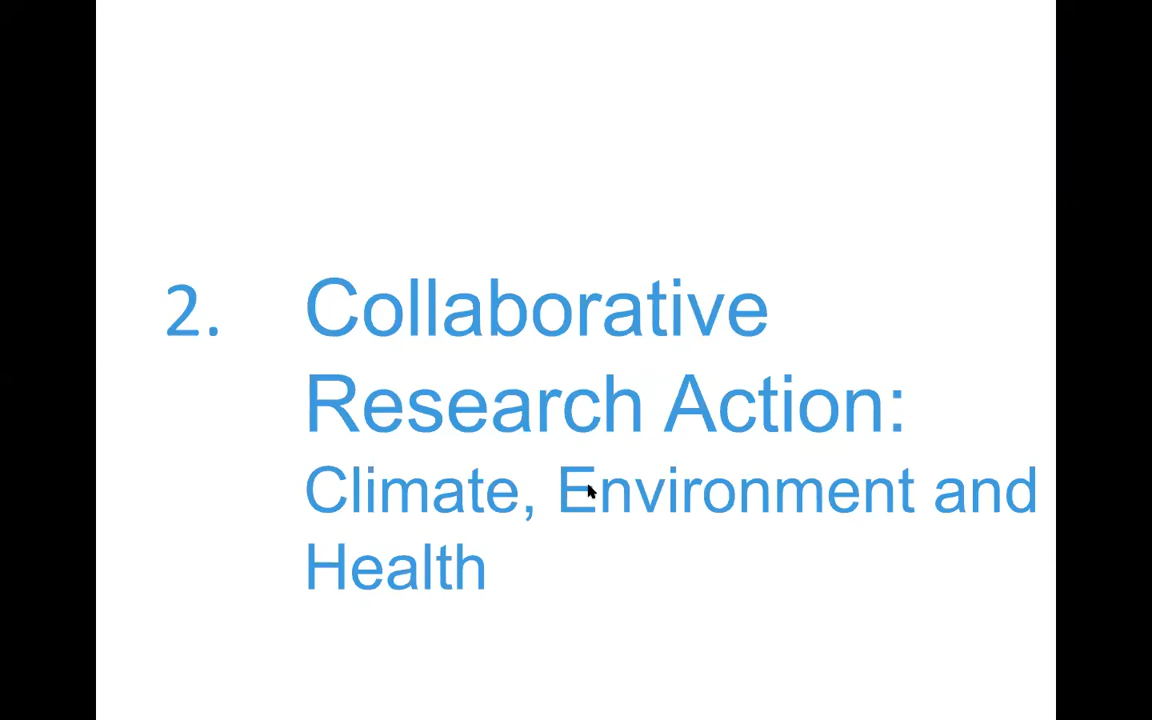 2. Collaborative
Research Action:
Climate, Environment and
Health